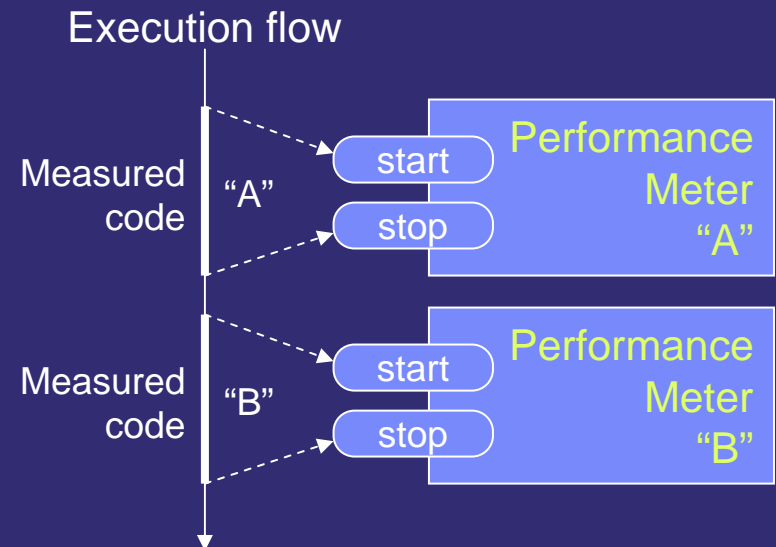 Execution flow
Measured
code
“A”
start
stop
Performance
Meter
“A”
Measured
code
“B”
start
stop
Performance
Meter
“B”